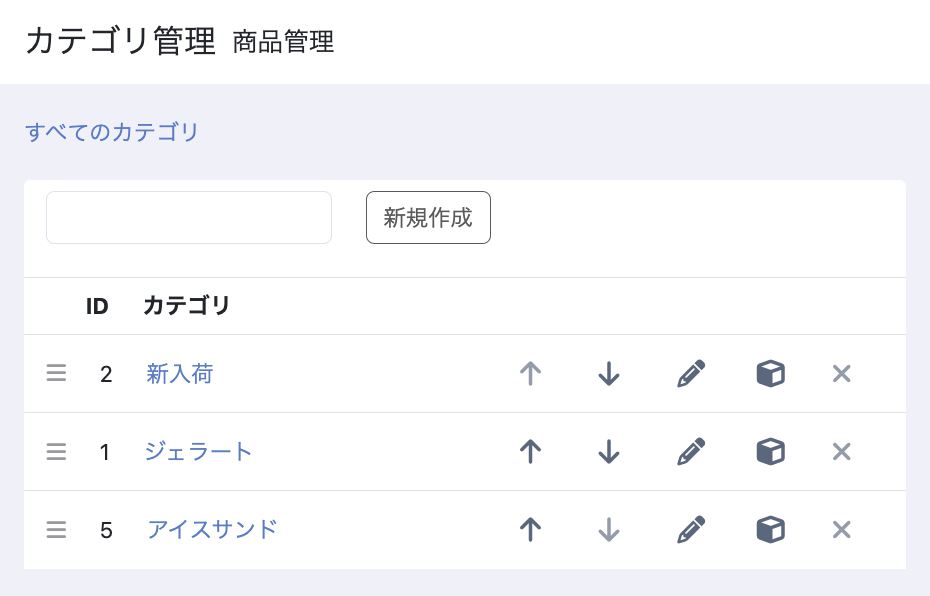 カテゴリ管理 商品管理
すべてのカテゴリ
新規作成
ID カテゴリ
2 新入荷
1 ジェラート
5 アイスサンド